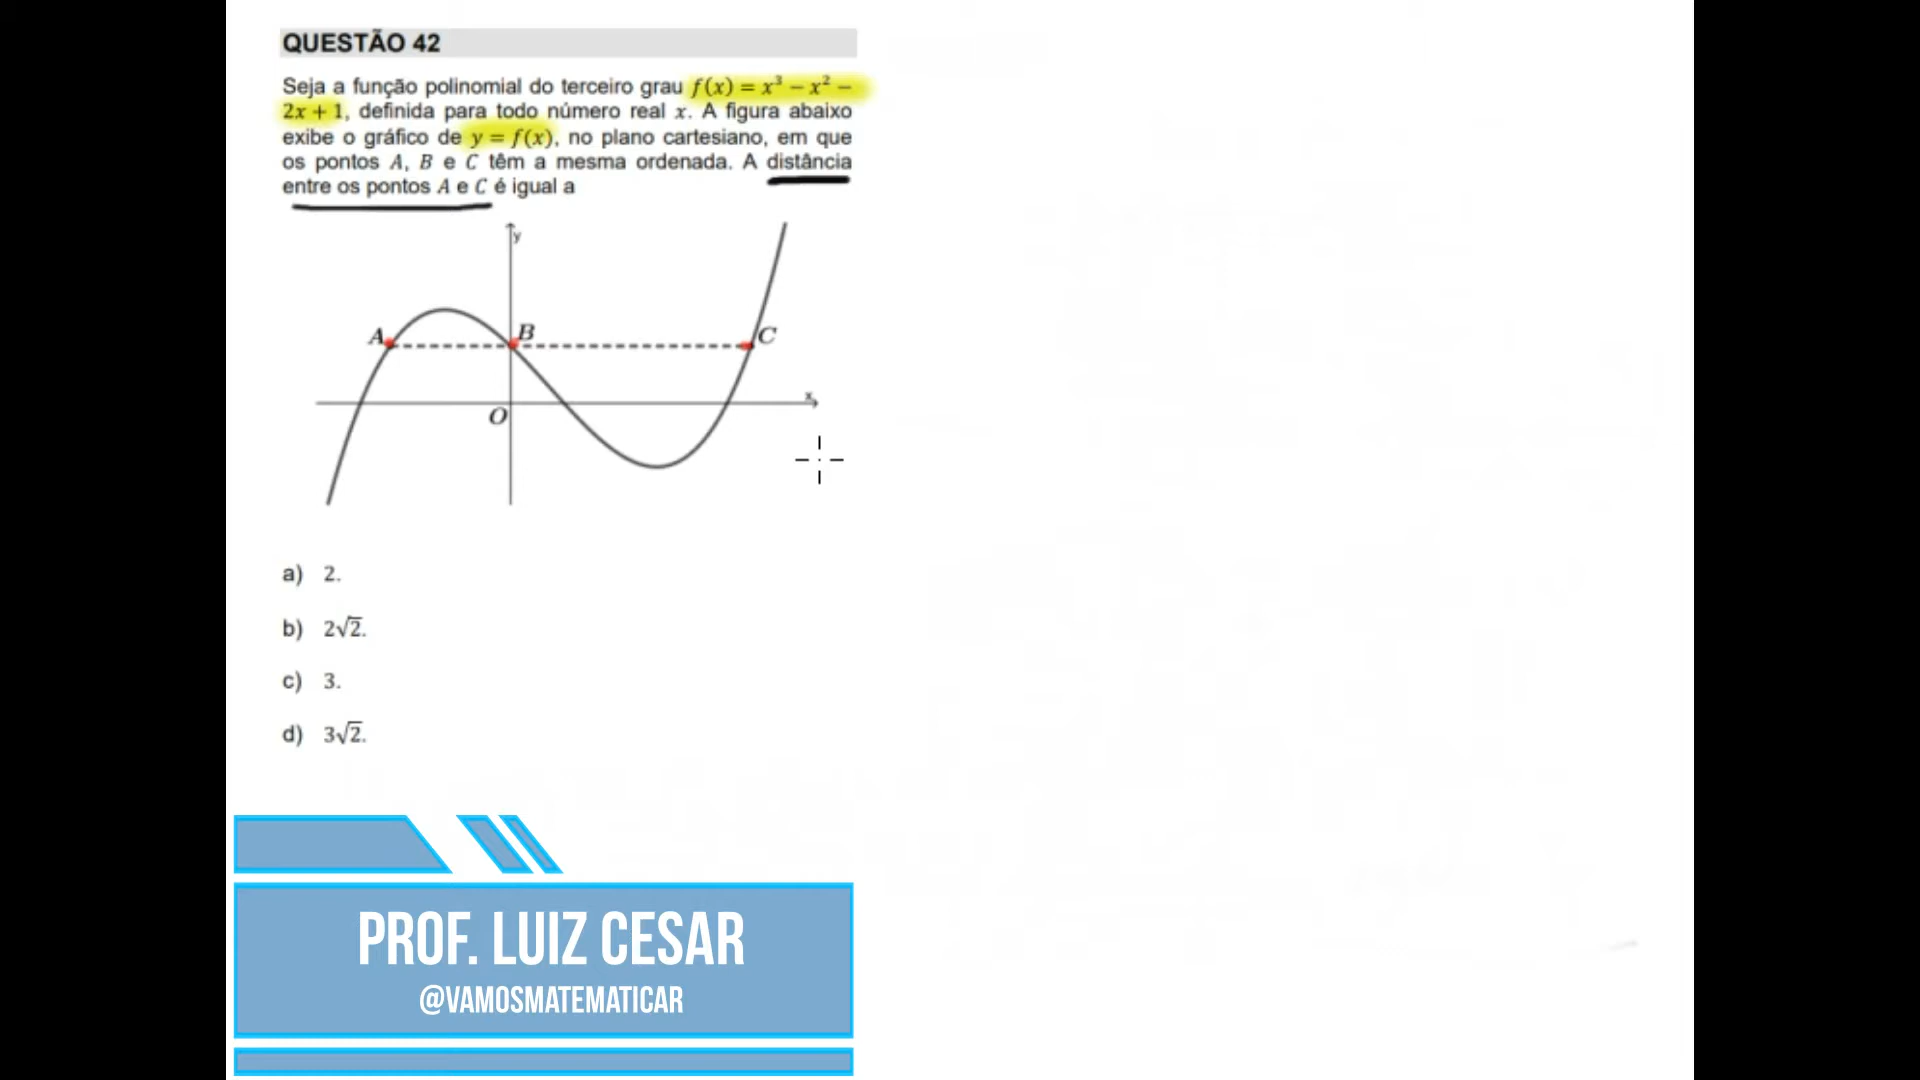 QUESTÃO 42
Seja a função polinomial do terceiro grau f(x) = x³ − x² −
2x + 1, definida para todo número real x. A figura abaixo
exibe o gráfico de y = f(x), no plano cartesiano, em que
os pontos A, B e C têm a mesma ordenada. A distância
entre os pontos A e C é igual a
y
A
B
C
x
O
a) 2.
b) 2√2.
c) 3.
d) 3√2.
PROF. LUIZ CESAR
@VAMOSMATEMATICAR